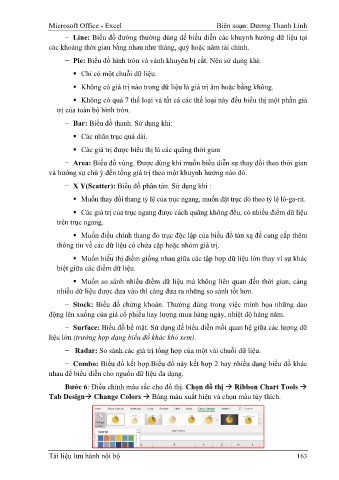 Microsoft Office - Excel Biên soạn: Dương Thanh Linh
− Line: Biểu đồ đường thường dùng để biểu diễn các khuynh hướng dữ liệu tại
các khoảng thời gian bằng nhau như tháng, quý hoặc năm tài chính.
− Pie: Biểu đồ hình tròn và vành khuyên bị cắt. Nên sử dụng khi:
▪ Chỉ có một chuỗi dữ liệu.
▪ Không có giá trị nào trong dữ liệu là giá trị âm hoặc bằng không.
▪ Không có quá 7 thể loại và tất cả các thể loại này đều biểu thị một phần giá
trị của toàn bộ hình tròn.
− Bar: Biểu đồ thanh. Sử dụng khi:
▪ Các nhãn trục quá dài.
▪ Các giá trị được biểu thị là các quãng thời gian
− Area: Biểu đồ vùng. Được dùng khi muốn biểu diễn sự thay đổi theo thời gian
và hướng sự chú ý đến tổng giá trị theo một khuynh hướng nào đó.
− X Y(Scatter): Biểu đồ phân tán. Sử dụng khi :
▪ Muốn thay đổi thang tỷ lệ của trục ngang, muốn đặt trục đó theo tỷ lệ lô-ga-rit.
▪ Các giá trị của trục ngang được cách quãng không đều, có nhiều điểm dữ liệu
trên trục ngang.
▪ Muốn điều chỉnh thang đo trục độc lập của biểu đồ tán xạ để cung cấp thêm
thông tin về các dữ liệu có chứa cặp hoặc nhóm giá trị.
▪ Muốn biểu thị điểm giống nhau giữa các tập hợp dữ liệu lớn thay vì sự khác
biệt giữa các điểm dữ liệu.
▪ Muốn so sánh nhiều điểm dữ liệu mà không liên quan đến thời gian, càng
nhiều dữ liệu được đưa vào thì càng đưa ra những so sánh tốt hơn.
− Stock: Biểu đồ chứng khoán. Thường dùng trong việc minh họa những dao
động lên xuống của giá cổ phiếu hay lượng mưa hàng ngày, nhiệt độ hàng năm.
− Surface: Biểu đồ bề mặt. Sử dụng để biểu diễn mối quan hệ giữa các lượng dữ
liệu lớn (trường hợp dạng biểu đồ khác khó xem).
− Radar: So sánh các giá trị tổng hợp của một vài chuỗi dữ liệu.
− Combo: Biểu đồ kết hợp.Biểu đồ này kết hợp 2 hay nhiều dạng biểu đồ khác
nhau để biểu diễn cho nguồn dữ liệu đa dạng.
Bước 6: Điều chỉnh màu sắc cho đồ thị. Chọn đồ thị → Ribbon Chart Tools →
Tab Design→ Change Colors → Bảng màu xuất hiện và chọn màu tùy thích.
Tài liệu lưu hành nội bộ 163